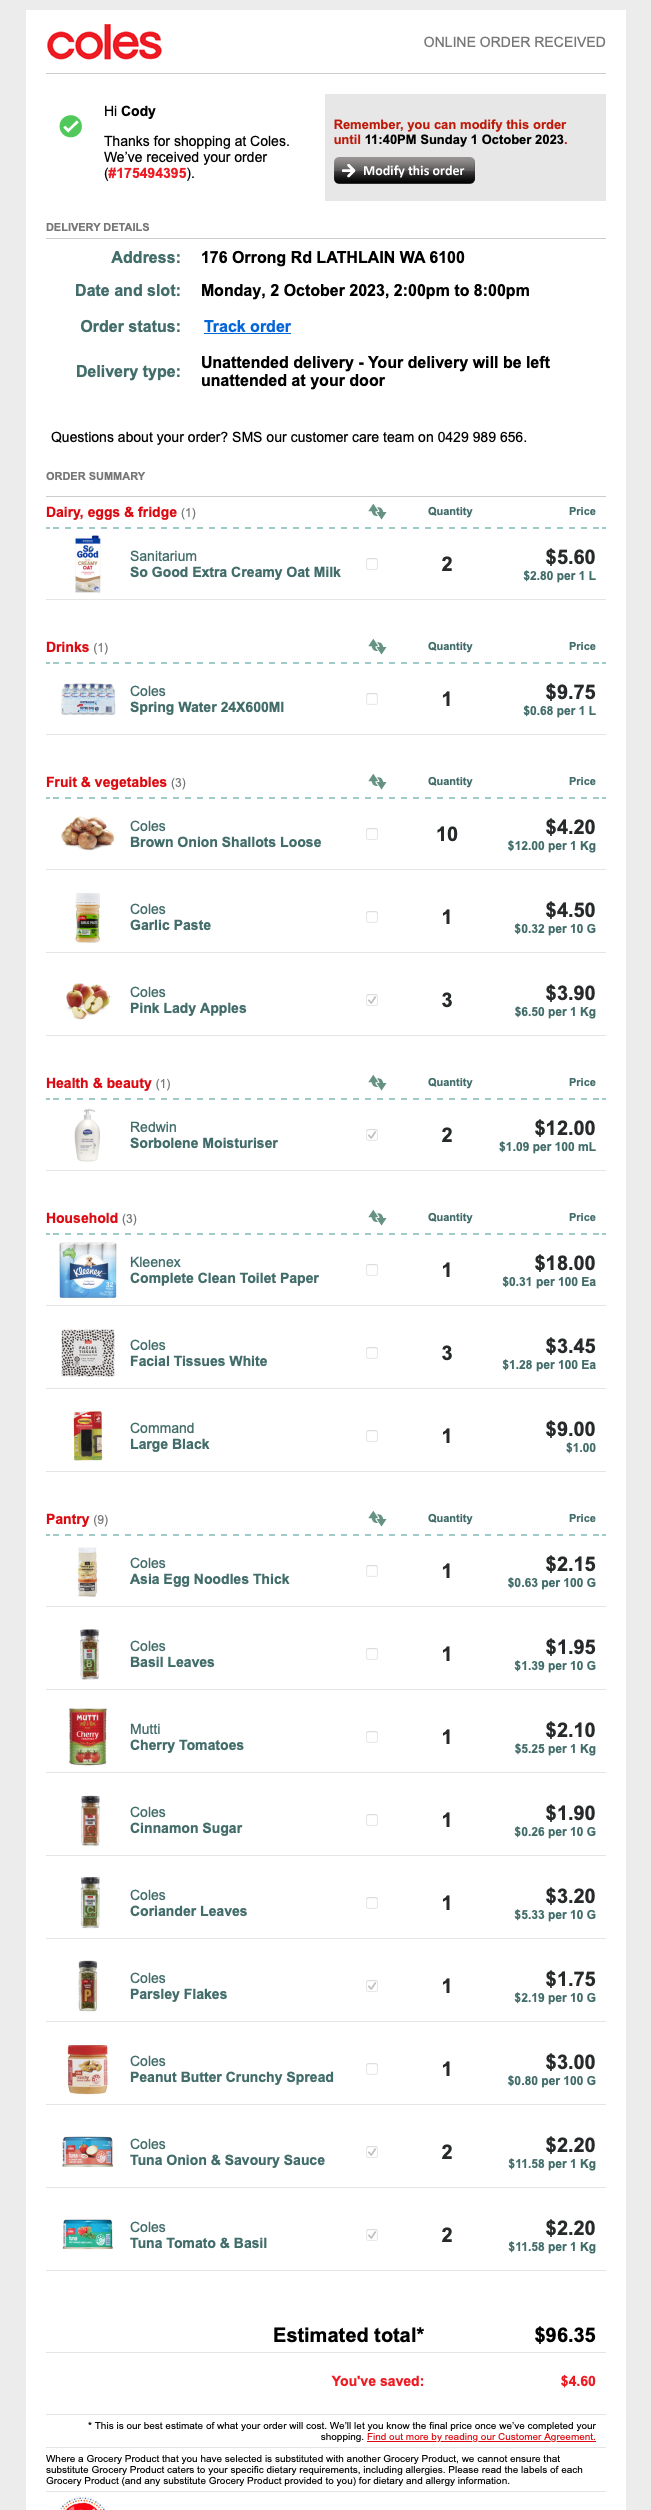 coles
ONLINE ORDER RECEIVED
Hi Cody
Thanks for shopping at Coles.
We've received your order
(#175494395).
Remember, you can modify this order
until 11:40PM Sunday 1 October 2023.
Modify this order
DELIVERY DETAILS
Address: 176 Orrong Rd LATHLAIN WA 6100
Date and slot: Monday, 2 October 2023, 2:00pm to 8:00pm
Order status: Track order
Delivery type: Unattended delivery - Your delivery will be left
unattended at your door
Questions about your order? SMS our customer care team on 0429 989 656.
ORDER SUMMARY
Dairy, eggs & fridge (1) Quantity Price
So Good
CREAMY
OAT
Sanitarium
So Good Extra Creamy Oat Milk 2 $5.60
$2.80 per 1 L
Drinks (1) Quantity Price
Coles
Spring Water 24X600Ml 1 $9.75
$0.68 per 1 L
Fruit & vegetables (3) Quantity Price
Coles
Brown Onion Shallots Loose 10 $4.20
$12.00 per 1 Kg
Coles
Garlic Paste 1 $4.50
$0.32 per 10 G
Coles
Pink Lady Apples 3 $3.90
$6.50 per 1 Kg
Health & beauty (1) Quantity Price
Redwin
Sorbolene Moisturiser 2 $12.00
$1.09 per 100 mL
Household (3) Quantity Price
Kleenex
Kleenex
Complete Clean Toilet Paper 1 $18.00
$0.31 per 100 Ea
FACIAL
TISSUES
Coles
Facial Tissues White 3 $3.45
$1.28 per 100 Ea
Command
Large Black 1 $9.00
$1.00
Pantry (9) Quantity Price
Coles
Asia Egg Noodles Thick 1 $2.15
$0.63 per 100 G
Coles
Basil Leaves 1 $1.95
$1.39 per 10 G
MUTTI
Cherry
Mutti
Cherry Tomatoes 1 $2.10
$5.25 per 1 Kg
Coles
Cinnamon Sugar 1 $1.90
$0.26 per 10 G
Coles
Coriander Leaves 1 $3.20
$5.33 per 10 G
P
Coles
Parsley Flakes 1 $1.75
$2.19 per 10 G
Coles
Peanut Butter Crunchy Spread 1 $3.00
$0.80 per 100 G
Coles
Tuna Onion & Savoury Sauce 2 $2.20
$11.58 per 1 Kg
Coles
Tuna Tomato & Basil 2 $2.20
$11.58 per 1 Kg
Estimated total* $96.35
You've saved: $4.60
* This is our best estimate of what your order will cost. We'll let you know the final price once we've completed your
shopping. Find out more by reading our Customer Agreement.
Where a Grocery Product that you have selected is substituted with another Grocery Product, we cannot ensure that
substitute Grocery Product caters to your specific dietary requirements, including allergies. Please read the labels of each
Grocery Product (and any substitute Grocery Product provided to you) for dietary and allergy information.